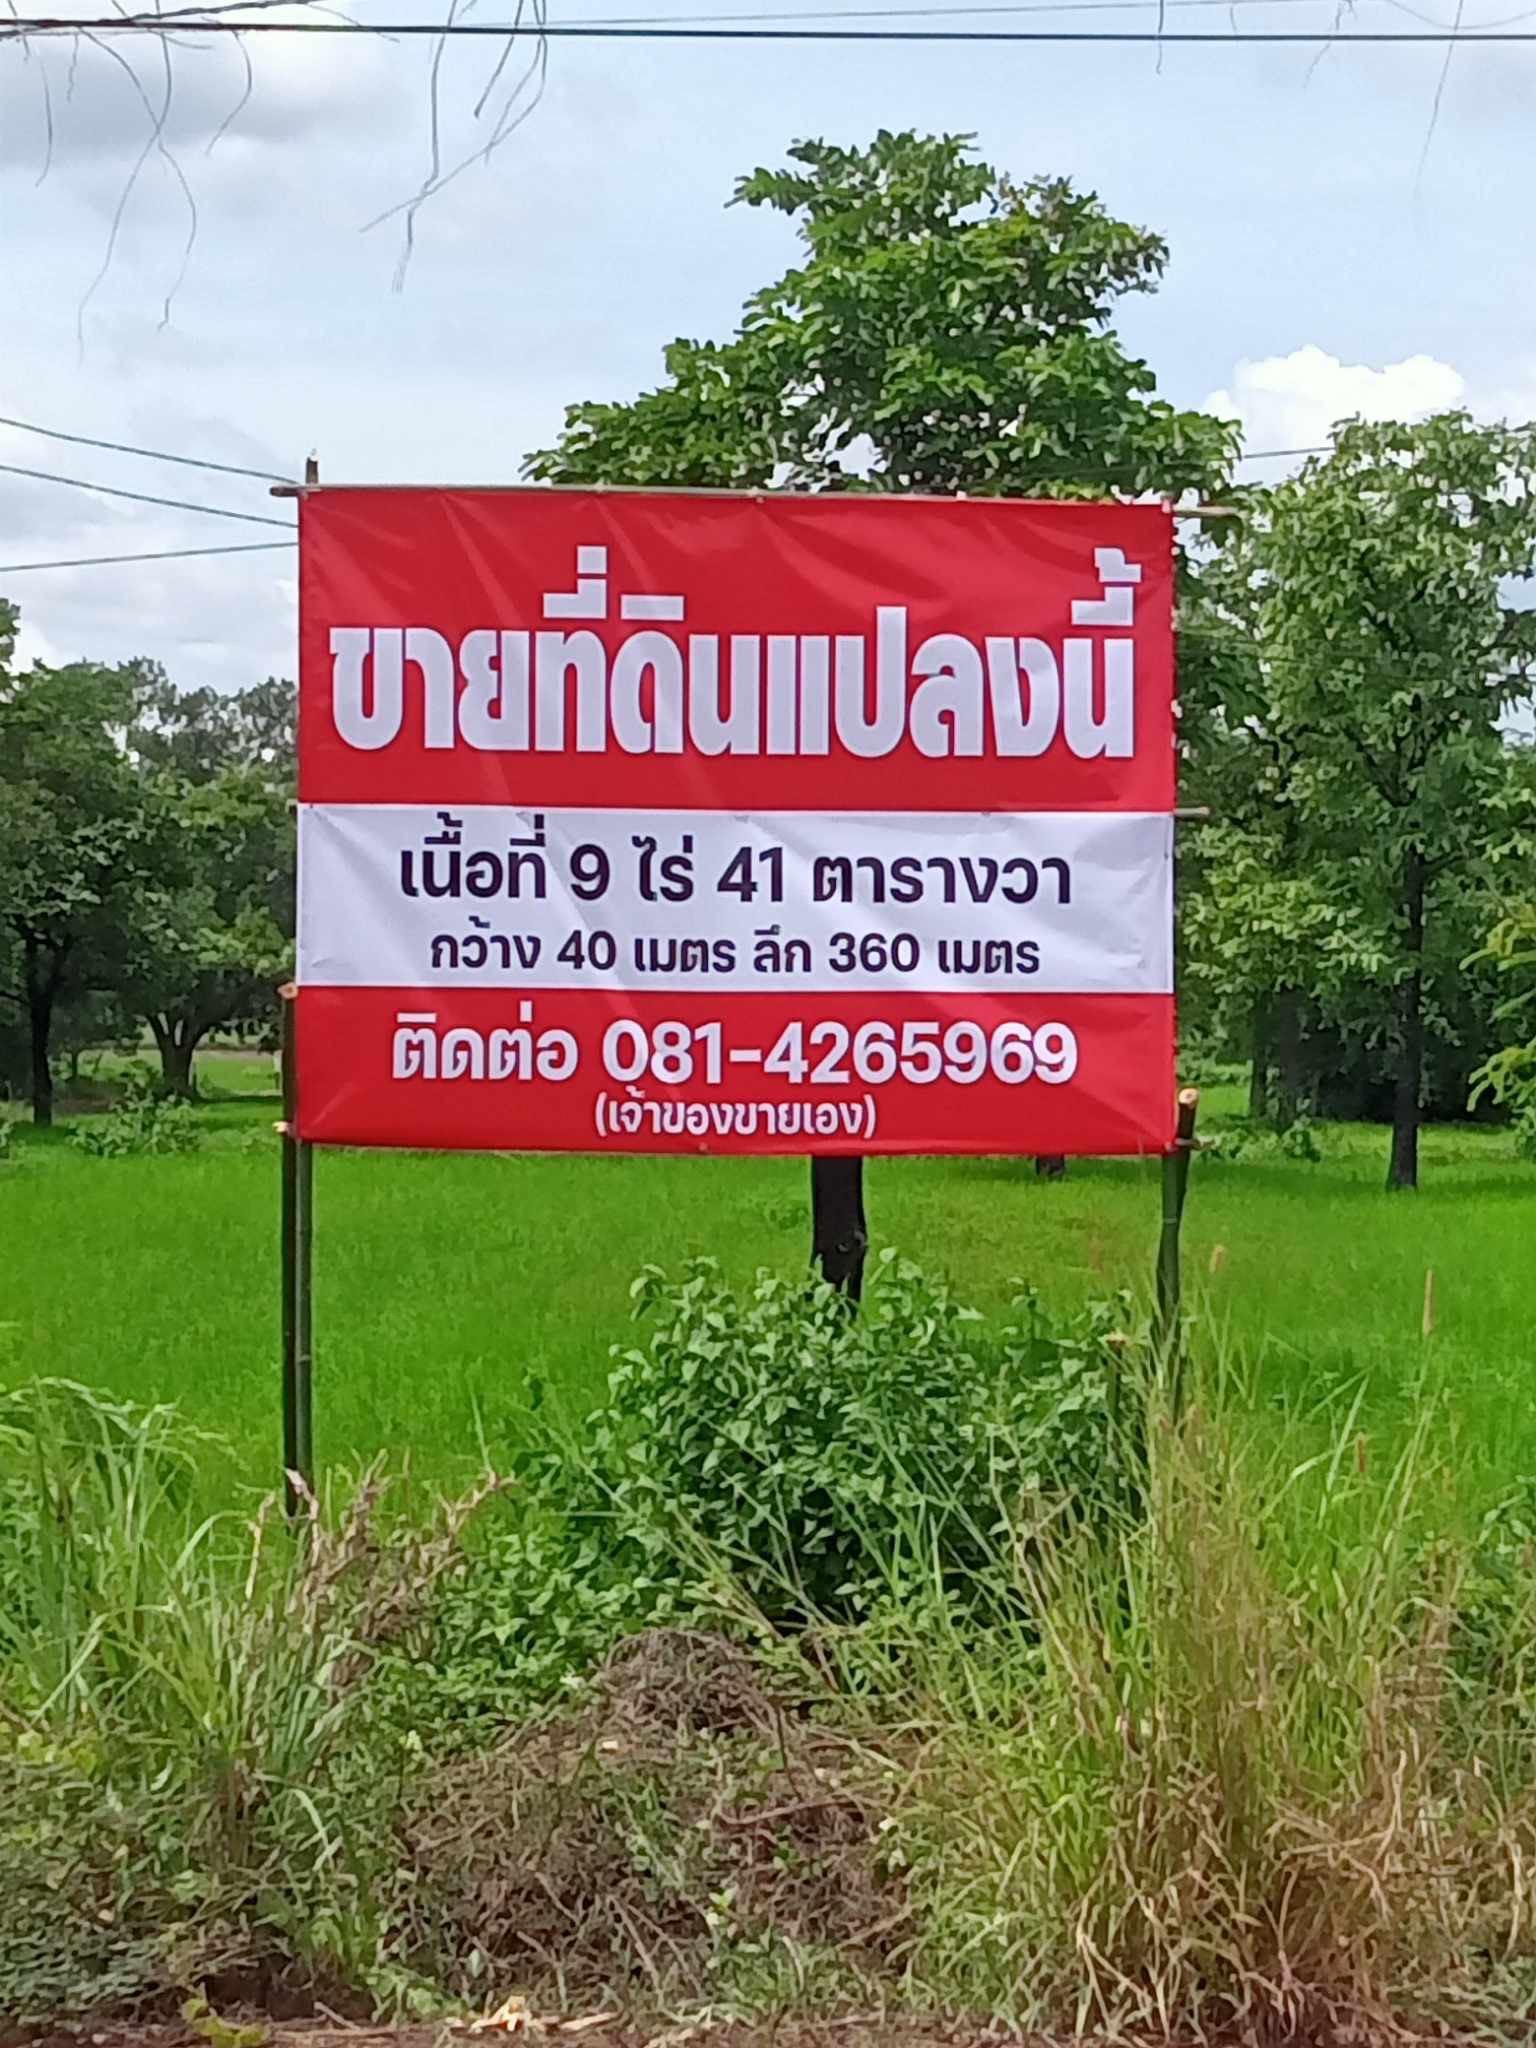 ขายที่ดินแปลงนี้
เนื้อที่ 9 ไร่ 41 ตารางวา
กว้าง 40 เมตร ลึก 360 เมตร
ติดต่อ 081-4265969
(เจ้าของขายเอง)